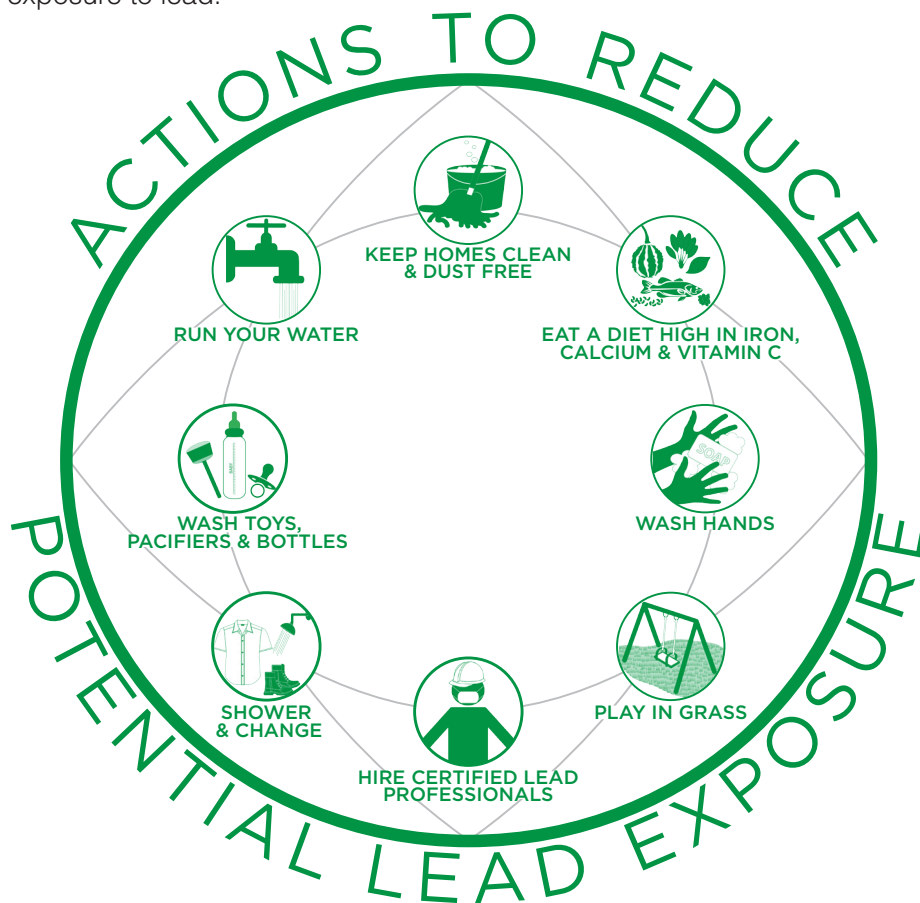 exposure to lead.
ACTIONS TO REDUCE
POTENTIAL LEAD EXPOSURE
KEEP HOMES CLEAN
& DUST FREE
EAT A DIET HIGH IN IRON,
CALCIUM & VITAMIN C
SOAP
WASH HANDS
PLAY IN GRASS
HIRE CERTIFIED LEAD
PROFESSIONALS
SHOWER
& CHANGE
BABY
WASH TOYS,
PACIFIERS & BOTTLES
RUN YOUR WATER